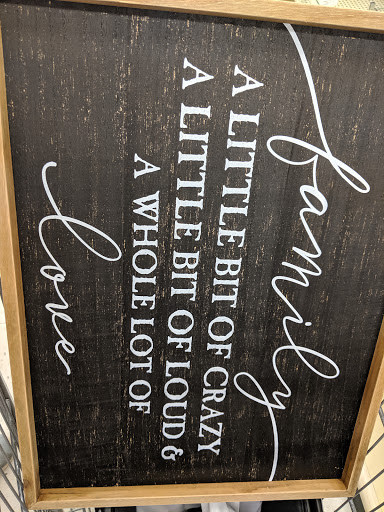 family
A LITTLE BIT OF CRAZY
A LITTLE BIT OF LOUD &
A WHOLE LOT OF
love